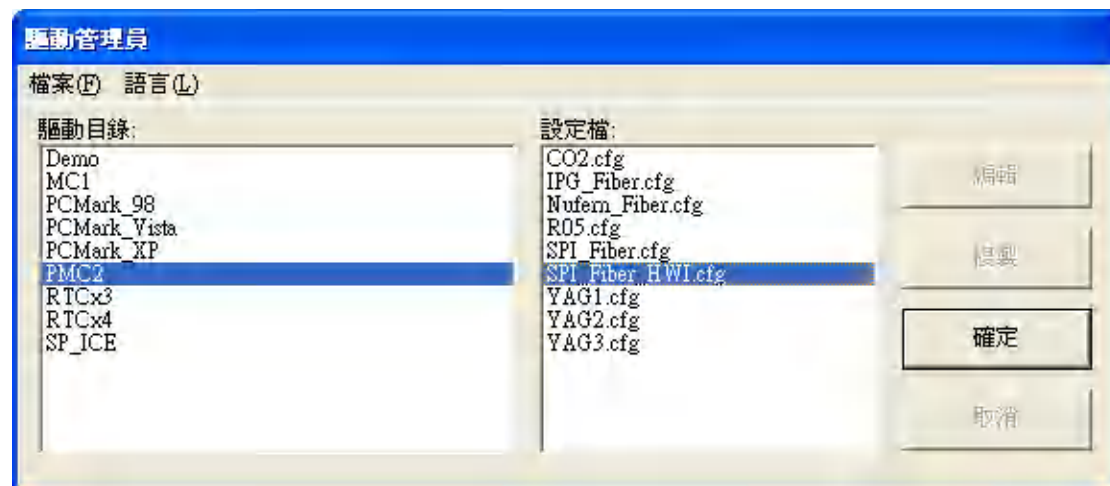 驅動管理員
檔案(F) 語言(L)
驅動目錄:
Demo
MC1
PCMark_98
PCMark_Vista
PCMark_XP
PMC2
RTCx3
RTCx4
SP_ICE
設定檔:
CO2.cfg
IPG_Fiber.cfg
Nufern_Fiber.cfg
R05.cfg
SPI_Fiber.cfg
SPI_Fiber_HWI.cfg
YAG1.cfg
YAG2.cfg
YAG3.cfg
編輯
複製
確定
取消